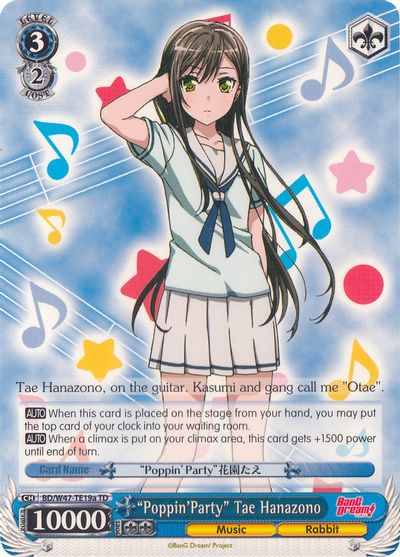 LEVEL
3
2
COST
Tae Hanazono, on the guitar. Kasumi and gang call me "Otae".
AUTO When this card is placed on the stage from your hand, you may put
the top card of your clock into your waiting room.
AUTO When a climax is put on your climax area, this card gets +1500 power
until end of turn.
Card Name "Poppin'Party"花園たえ
CH BD/W47-TE19a TD
POWER 10000 SOUL "Poppin'Party" Tae Hanazono BanG Dream!
Music Rabbit
©BanG Dream! Project